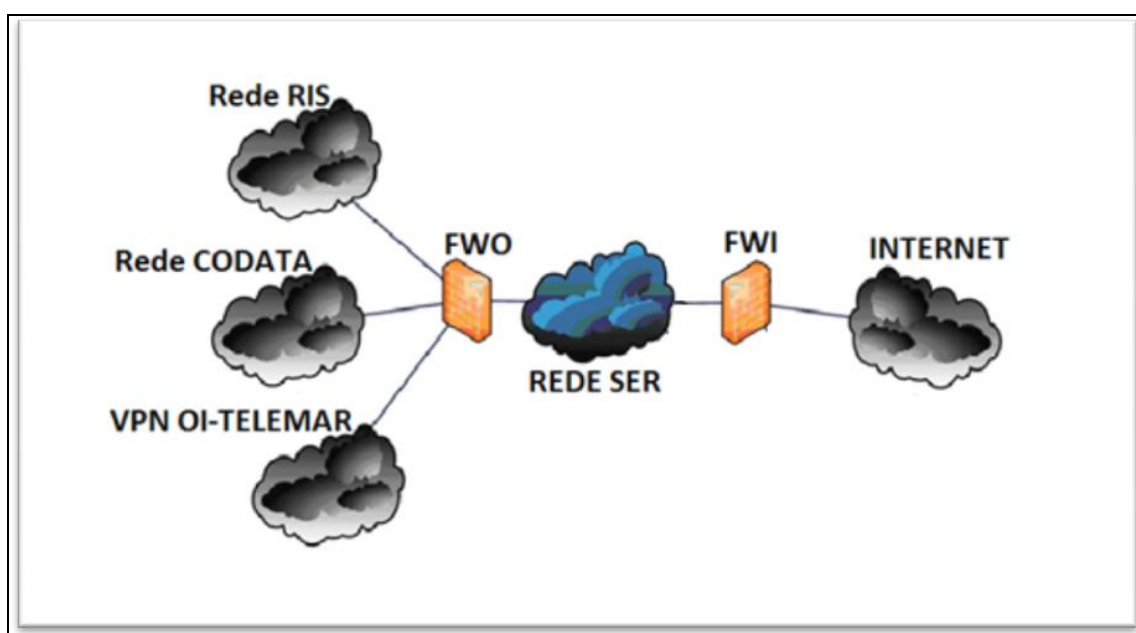 Rede RIS
FWO
FWI
INTERNET
Rede CODATA
REDE SER
VPN OI-TELEMAR